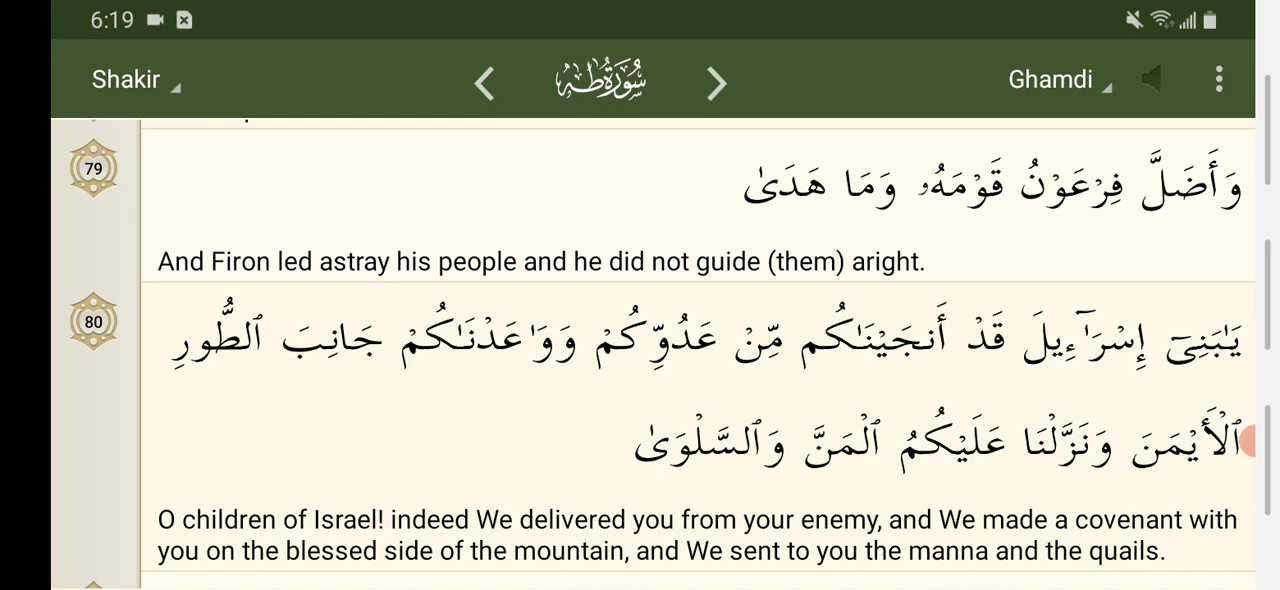 6:19
Shakir
سُورَةُ طه
Ghamdi
79
وَأَضَلَّ فِرْعَوْنُ قَوْمَهُۥ وَمَا هَدَىٰ
And Firon led astray his people and he did not guide (them) aright.
80
يَـٰبَنِىٓ إِسْرَٰٓءِيلَ قَدْ أَنجَيْنَـٰكُم مِّنْ عَدُوِّكُمْ وَوَٰعَدْنَـٰكُمْ جَانِبَ ٱلطُّورِ
ٱلْأَيْمَنَ وَنَزَّلْنَا عَلَيْكُمُ ٱلْمَنَّ وَٱلسَّلْوَىٰ
O children of Israel! indeed We delivered you from your enemy, and We made a covenant with
you on the blessed side of the mountain, and We sent to you the manna and the quails.